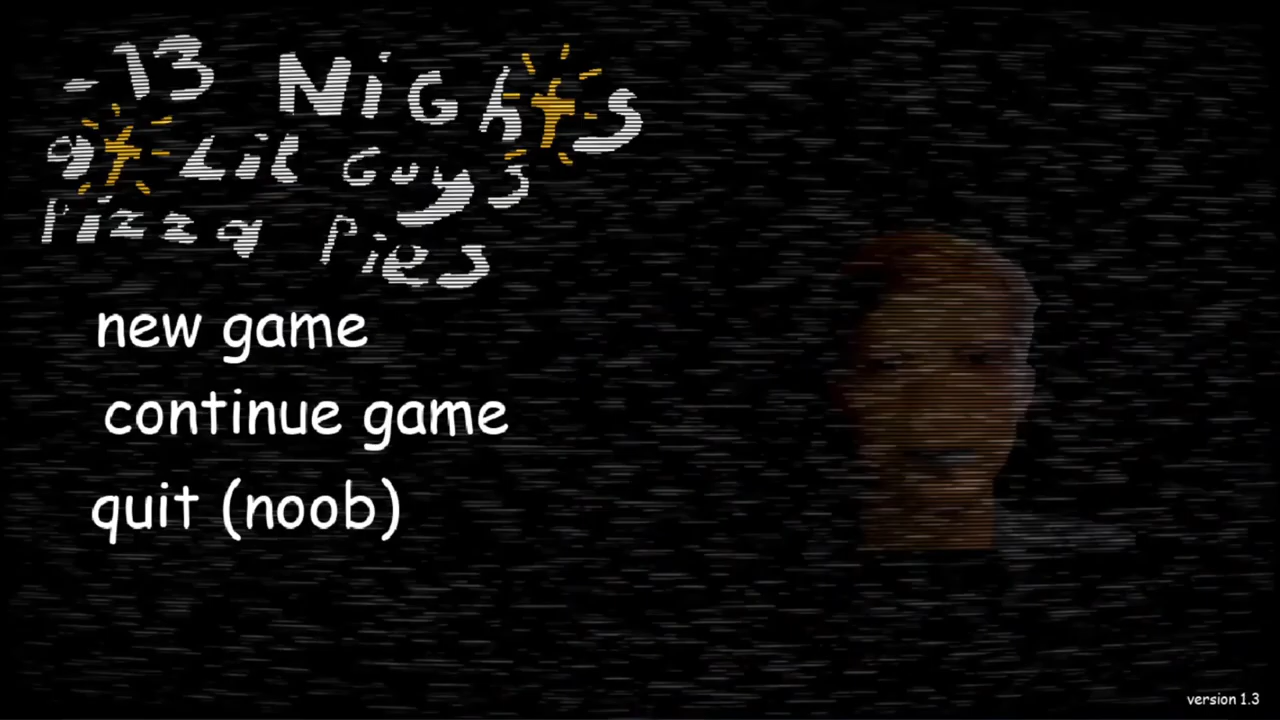 -13 Nights
at Lil Guys
Pizza Pies
new game
continue game
quit (noob)
version 1.3